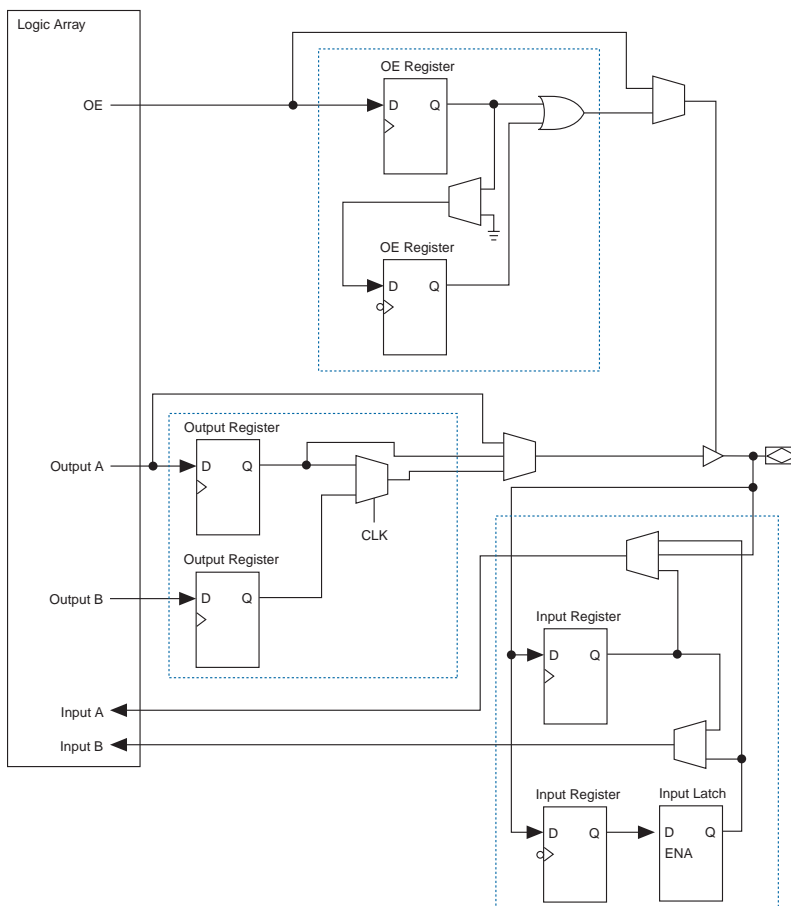 Logic Array
OE Register
OE
D Q
OE Register
D Q
Output Register
Output A
D Q
CLK
Output Register
Output B
D Q
Input Register
D Q
Input A
Input B
Input Register
Input Latch
D Q
D Q
ENA